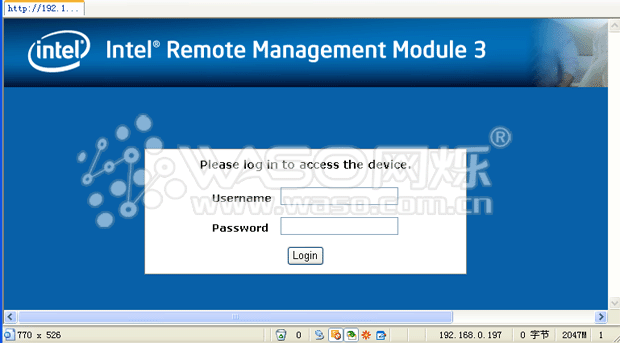 http://192.1...
intel® Intel® Remote Management Module 3
WASO网烁®
Please log in to access the device.
www.waso.com.cn
Username
Password
Login
770 x 526 0 192.168.0.197 0 字节 2047M 1